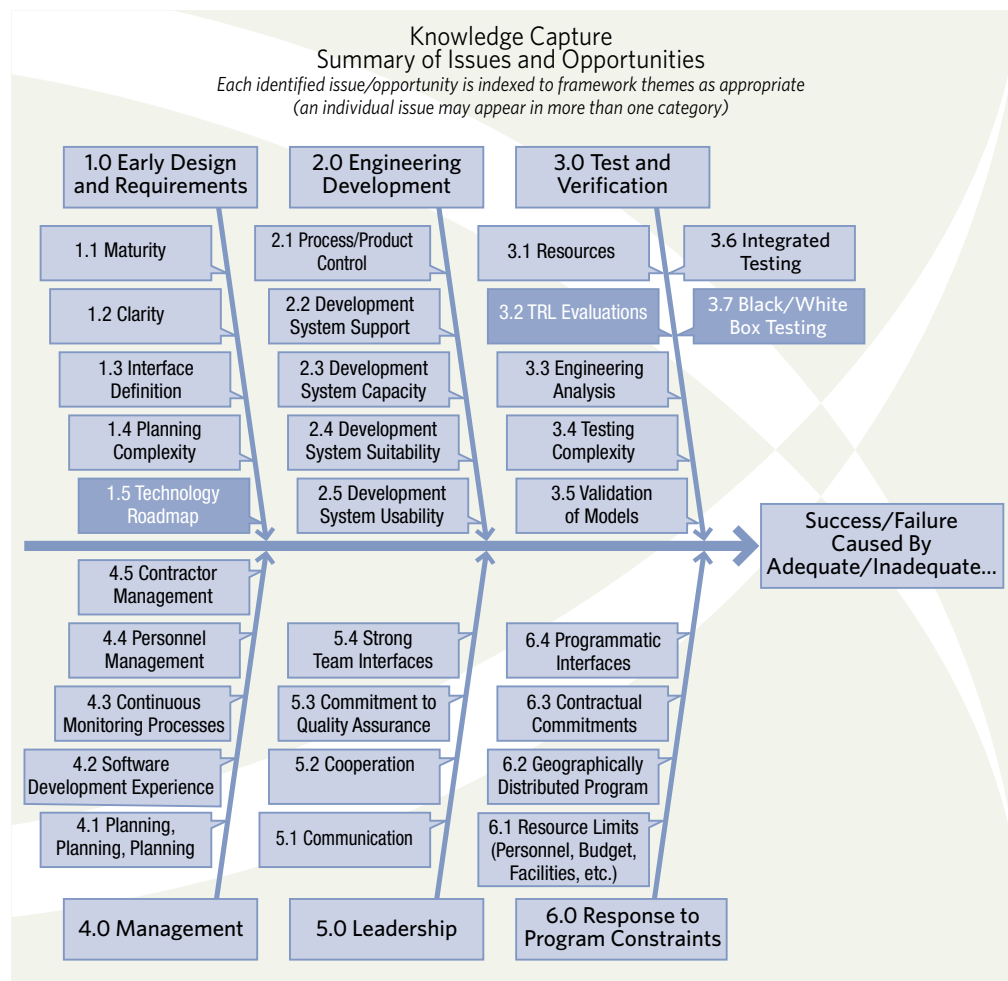 Knowledge Capture
Summary of Issues and Opportunities
Each identified issue/opportunity is indexed to framework themes as appropriate
(an individual issue may appear in more than one category)
1.0 Early Design
and Requirements
2.0 Engineering
Development
3.0 Test and
Verification
1.1 Maturity
1.2 Clarity
1.3 Interface
Definition
1.4 Planning
Complexity
1.5 Technology
Roadmap
2.1 Process/Product
Control
2.2 Development
System Support
2.3 Development
System Capacity
2.4 Development
System Suitability
2.5 Development
System Usability
3.1 Resources
3.2 TRL Evaluations
3.3 Engineering
Analysis
3.4 Testing
Complexity
3.5 Validation
of Models
3.6 Integrated
Testing
3.7 Black/White
Box Testing
Success/Failure
Caused By
Adequate/Inadequate...
4.5 Contractor
Management
4.4 Personnel
Management
4.3 Continuous
Monitoring Processes
4.2 Software
Development Experience
4.1 Planning,
Planning, Planning
5.4 Strong
Team Interfaces
5.3 Commitment to
Quality Assurance
5.2 Cooperation
5.1 Communication
6.4 Programmatic
Interfaces
6.3 Contractual
Commitments
6.2 Geographically
Distributed Program
6.1 Resource Limits
(Personnel, Budget,
Facilities, etc.)
4.0 Management
5.0 Leadership
6.0 Response to
Program Constraints